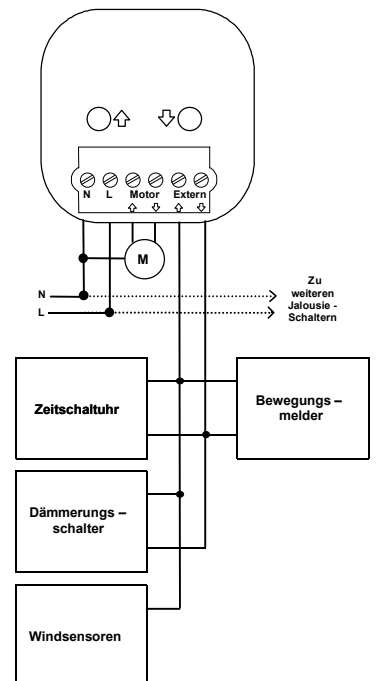 N L Motor Extern
M
N
L
Zu
weiteren
Jalousie -
Schaltern
Zeitschaltuhr
Bewegungs –
melder
Dämmerungs –
schalter
Windsensoren